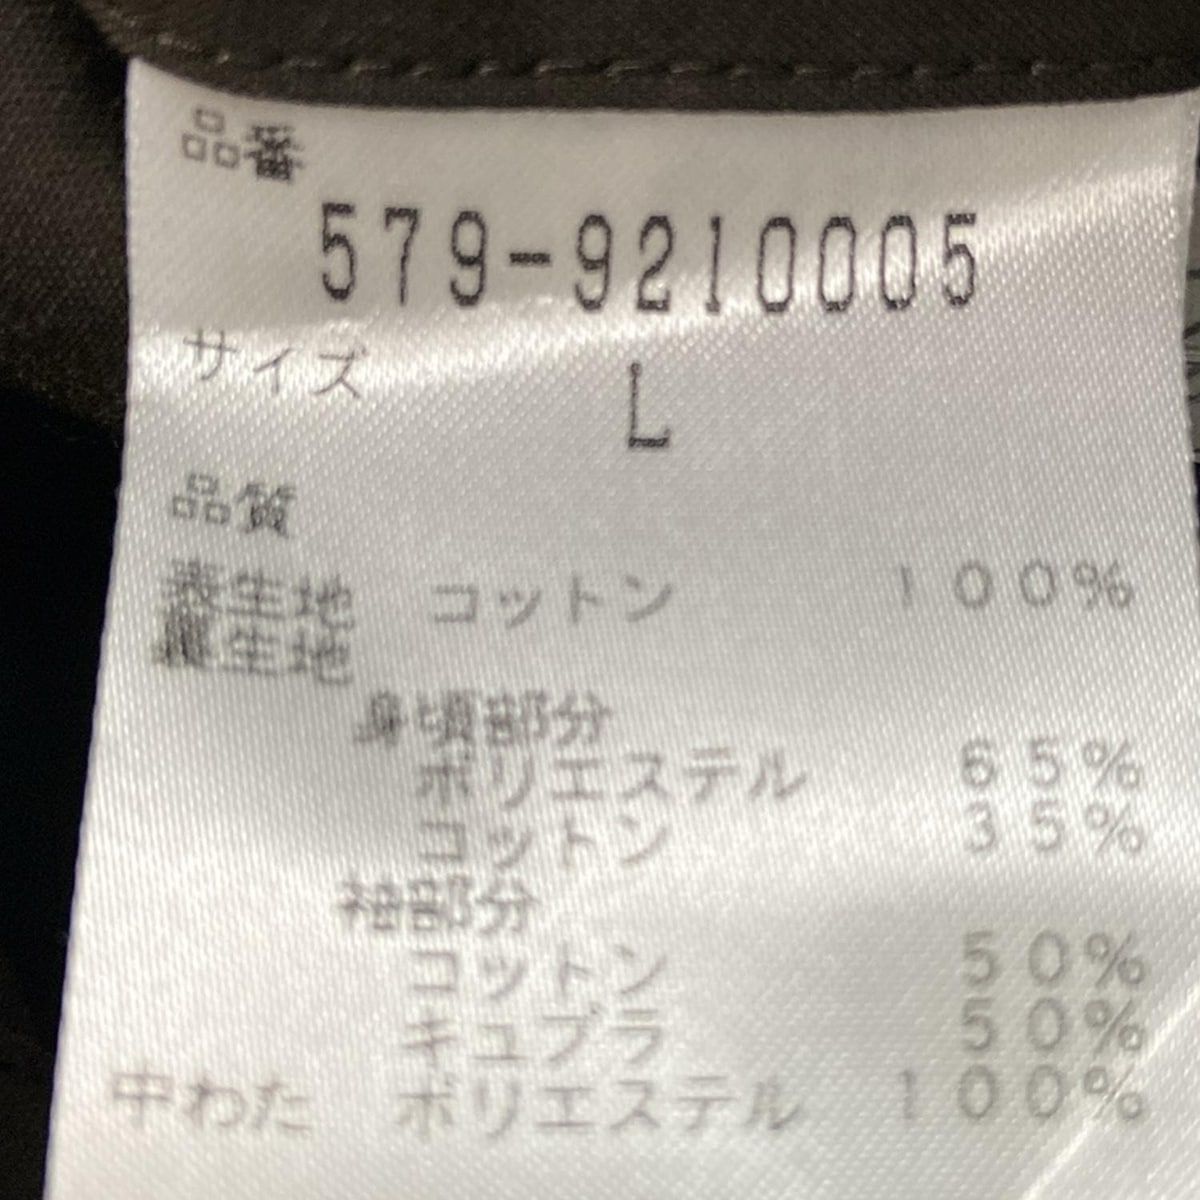 品番
579-9210005
サイズ L
品質
表生地 コットン 100%
裏生地
身頃部分
ポリエステル 65%
コットン 35%
袖部分
コットン 50%
キュプラ 50%
中わた ポリエステル 100%